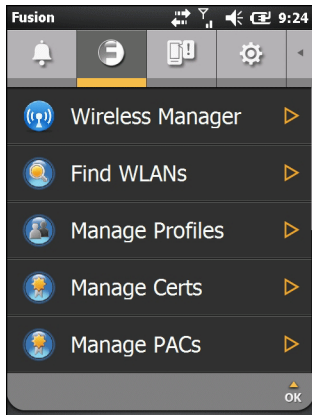 Fusion 9:24
Wireless Manager
Find WLANs
Manage Profiles
Manage Certs
Manage PACs
OK